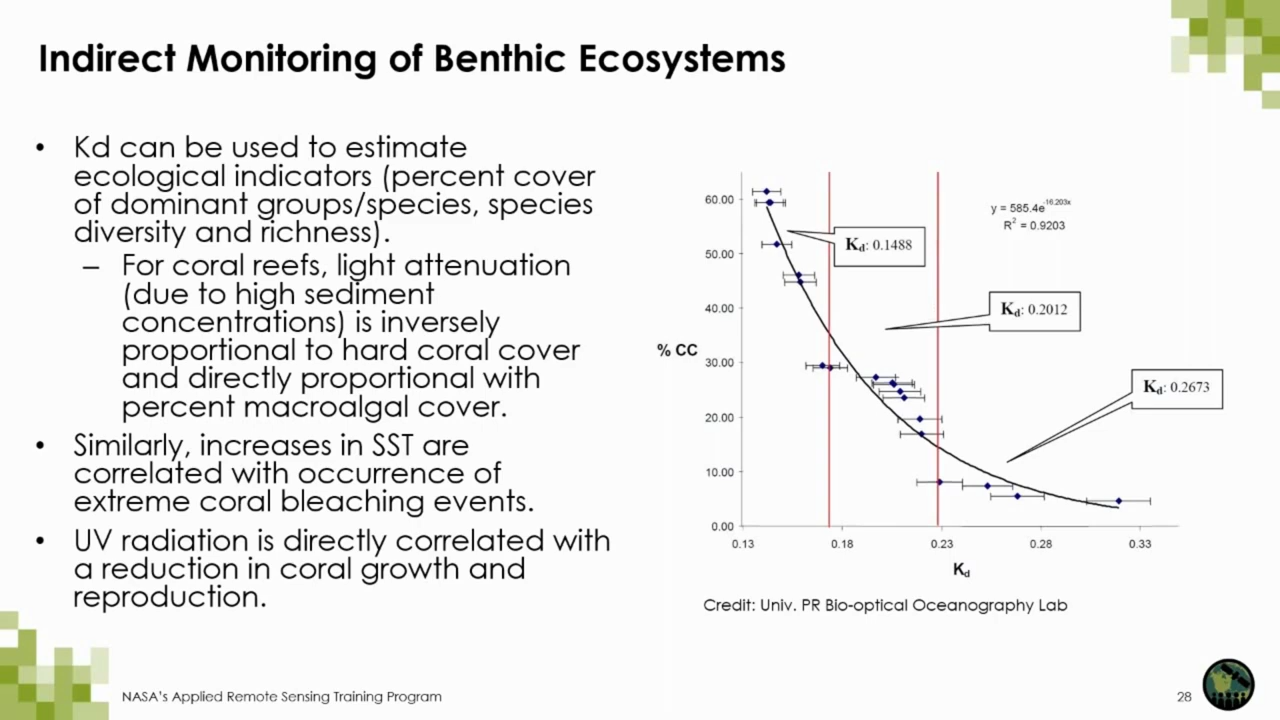 Indirect Monitoring of Benthic Ecosystems
• Kd can be used to estimate
ecological indicators (percent cover
of dominant groups/species, species
diversity and richness).
– For coral reefs, light attenuation
(due to high sediment
concentrations) is inversely
proportional to hard coral cover
and directly proportional with
percent macroalgal cover.
• Similarly, increases in SST are
correlated with occurrence of
extreme coral bleaching events.
• UV radiation is directly correlated with
a reduction in coral growth and
reproduction.
60.00
50.00
40.00
30.00
20.00
10.00
0.00
% CC
y = 585.4e^-16.203x
R² = 0.9203
Kd: 0.1488
Kd: 0.2012
Kd: 0.2673
0.13 0.18 0.23 0.28 0.33
Kd
Credit: Univ. PR Bio-optical Oceanography Lab
NASA's Applied Remote Sensing Training Program
28